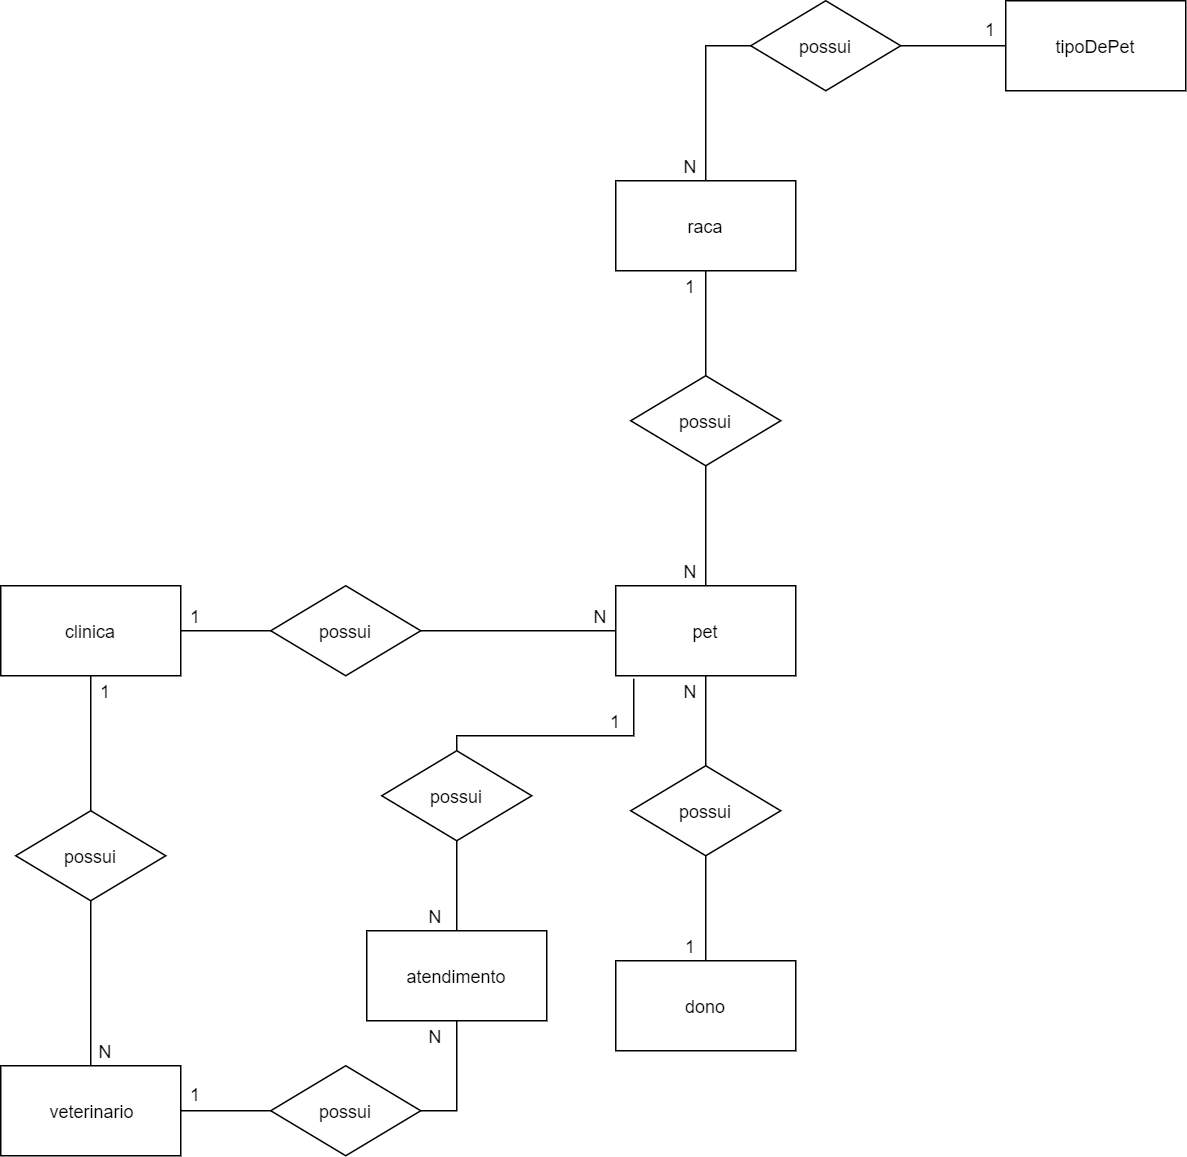 possui
1
tipoDePet
N
raca
1
possui
N
clinica
1
possui
N
pet
1
1
N
possui
possui
possui
N
1
atendimento
dono
N
N
veterinario
1
possui